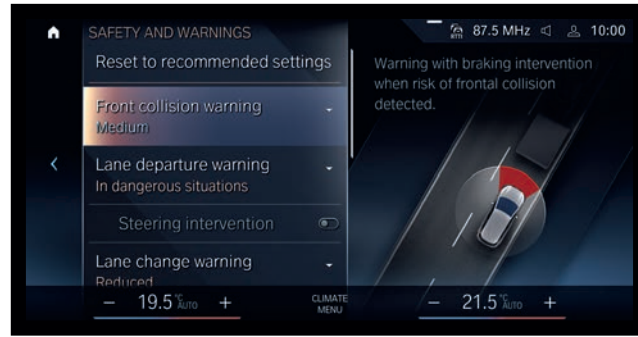 SAFETY AND WARNINGS
RTTI 87.5 MHz 10:00
Reset to recommended settings
Front collision warning
Medium
Lane departure warning
In dangerous situations
Steering intervention
Lane change warning
Reduced
Warning with braking intervention
when risk of frontal collision
detected.
− 19.5 °C AUTO +
CLIMATE
MENU
− 21.5 °C AUTO +